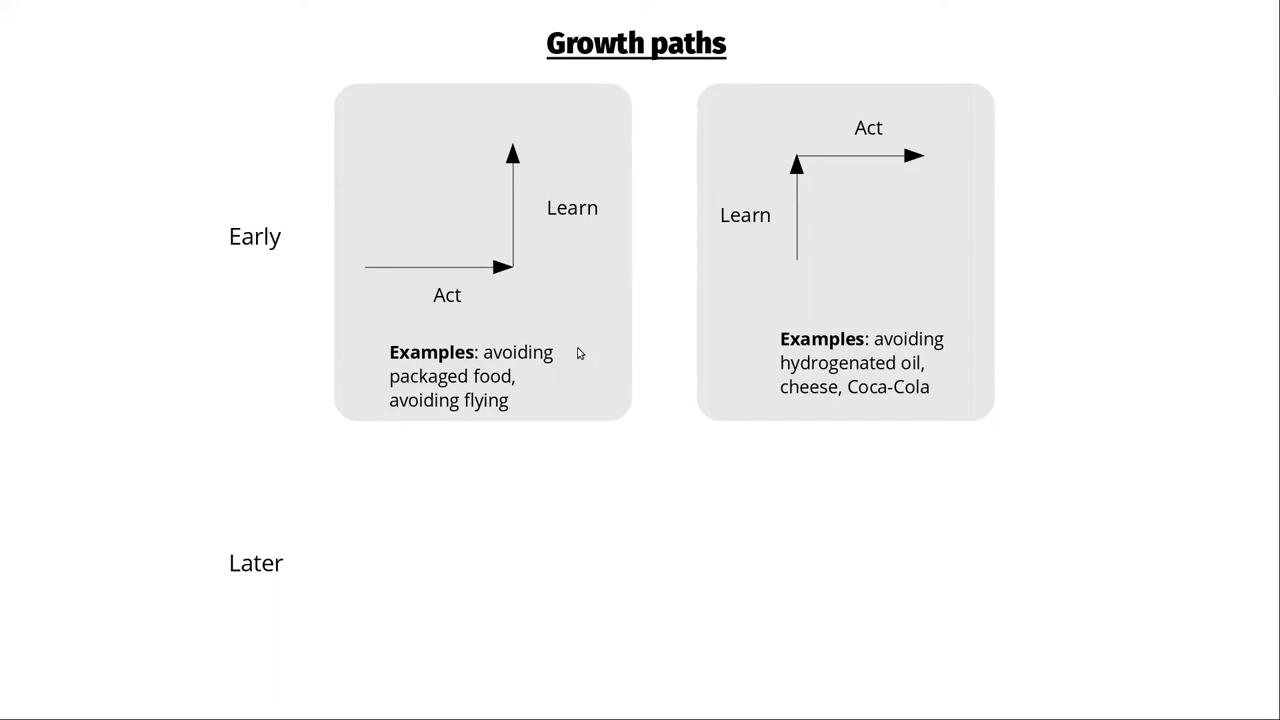 Growth paths
Early
Learn
Act
Examples: avoiding
packaged food,
avoiding flying
Act
Learn
Examples: avoiding
hydrogenated oil,
cheese, Coca-Cola
Later